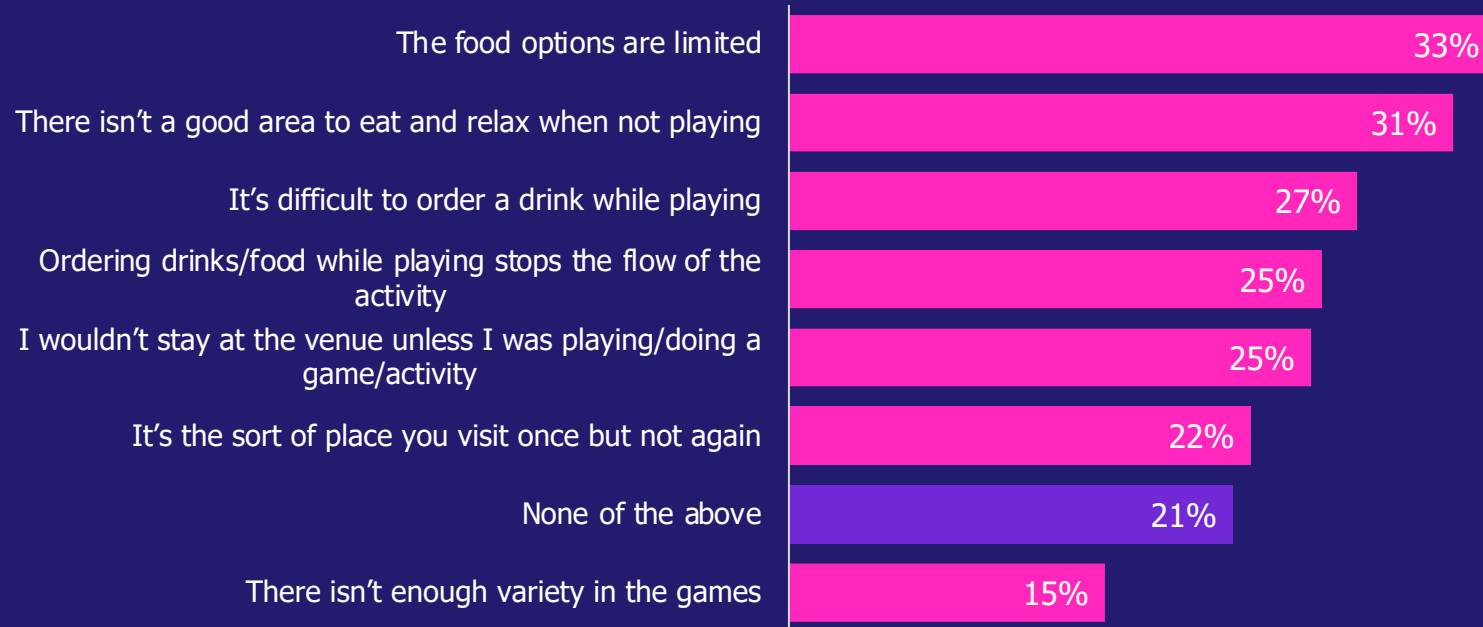 The food options are limited
33%
There isn’t a good area to eat and relax when not playing
31%
It’s difficult to order a drink while playing
27%
Ordering drinks/food while playing stops the flow of the
activity
25%
I wouldn’t stay at the venue unless I was playing/doing a
game/activity
25%
It’s the sort of place you visit once but not again
22%
None of the above
21%
There isn’t enough variety in the games
15%